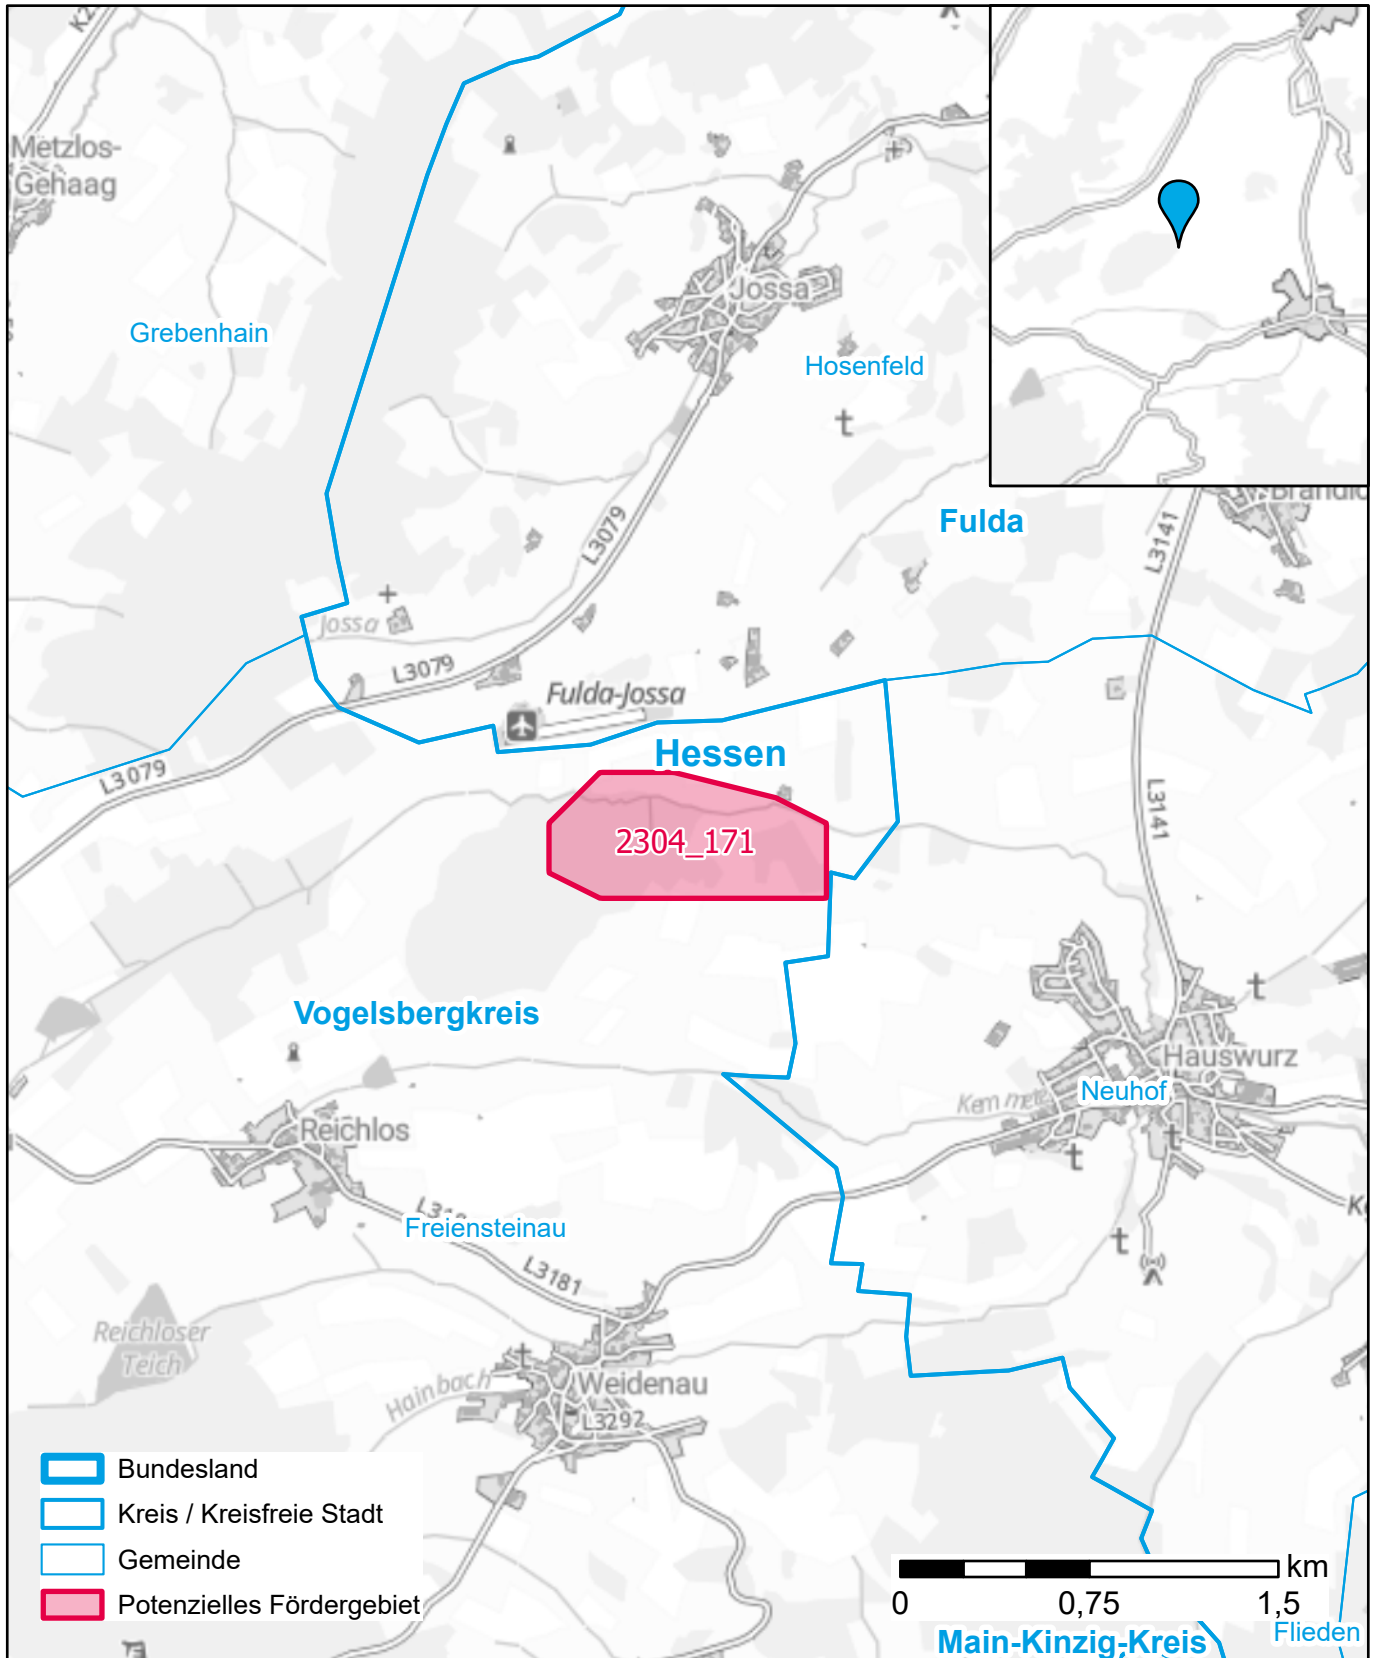 Metzlos-
Gehaag
Grebenhain
Jossa
Hosenfeld
Fulda
L3079
L3141
Jossa
L3079
Fulda-Jossa
Hessen
L3079
L3141
2304_171
Vogelsbergkreis
Hauswurz
Neuhof
Reichlos
Freiensteinau
L3181
Reichloser
Teich
Hainbach
Weidenau
L3292
Bundesland
Kreis / Kreisfreie Stadt
Gemeinde
Potenzielles Fördergebiet
km
0 0,75 1,5
Main-Kinzig-Kreis
Flieden